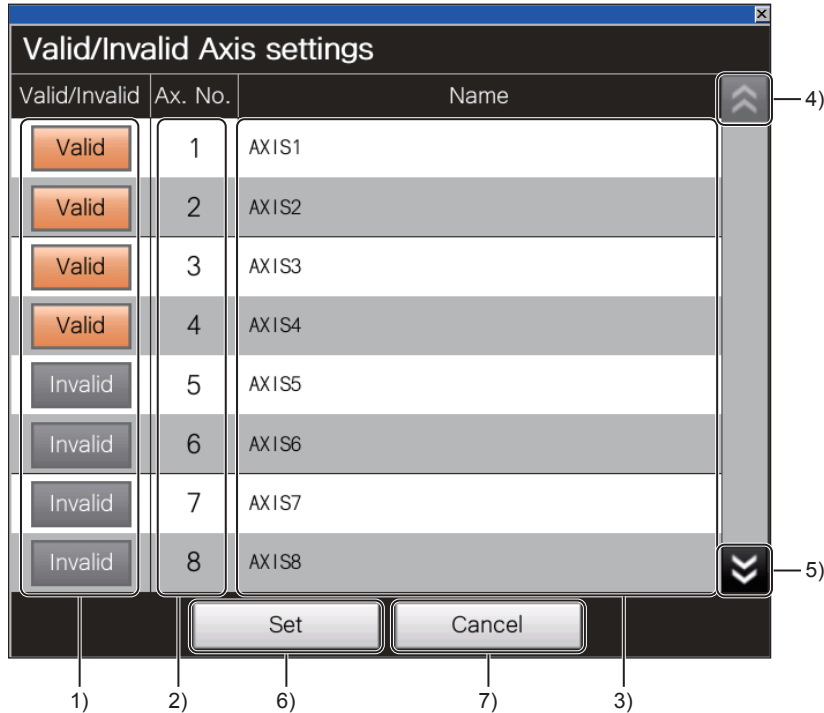 Valid/Invalid Axis settings
Valid/Invalid Ax. No. Name
4)
Valid 1 AXIS1
Valid 2 AXIS2
Valid 3 AXIS3
Valid 4 AXIS4
Invalid 5 AXIS5
Invalid 6 AXIS6
Invalid 7 AXIS7
Invalid 8 AXIS8
5)
Set Cancel
1) 2) 6) 7) 3)